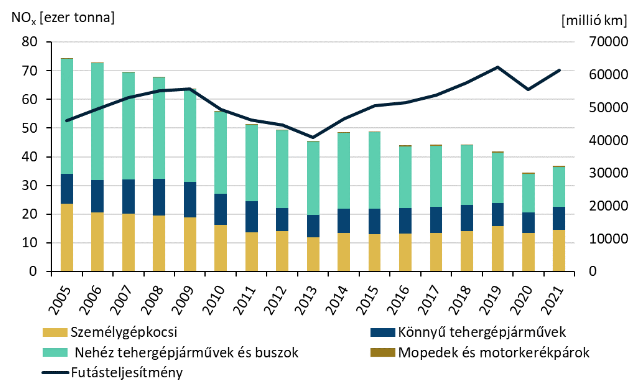 NOx [ezer tonna] [millió km]
80 70000
70 60000
60 50000
50 40000
40 30000
30 20000
20 10000
10 0
0
2005 2006 2007 2008 2009 2010 2011 2012 2013 2014 2015 2016 2017 2018 2019 2020 2021
Személygépkocsi Könnyű tehergépjárművek
Nehéz tehergépjárművek és buszok Mopedek és motorkerékpárok
Futásteljesítmény